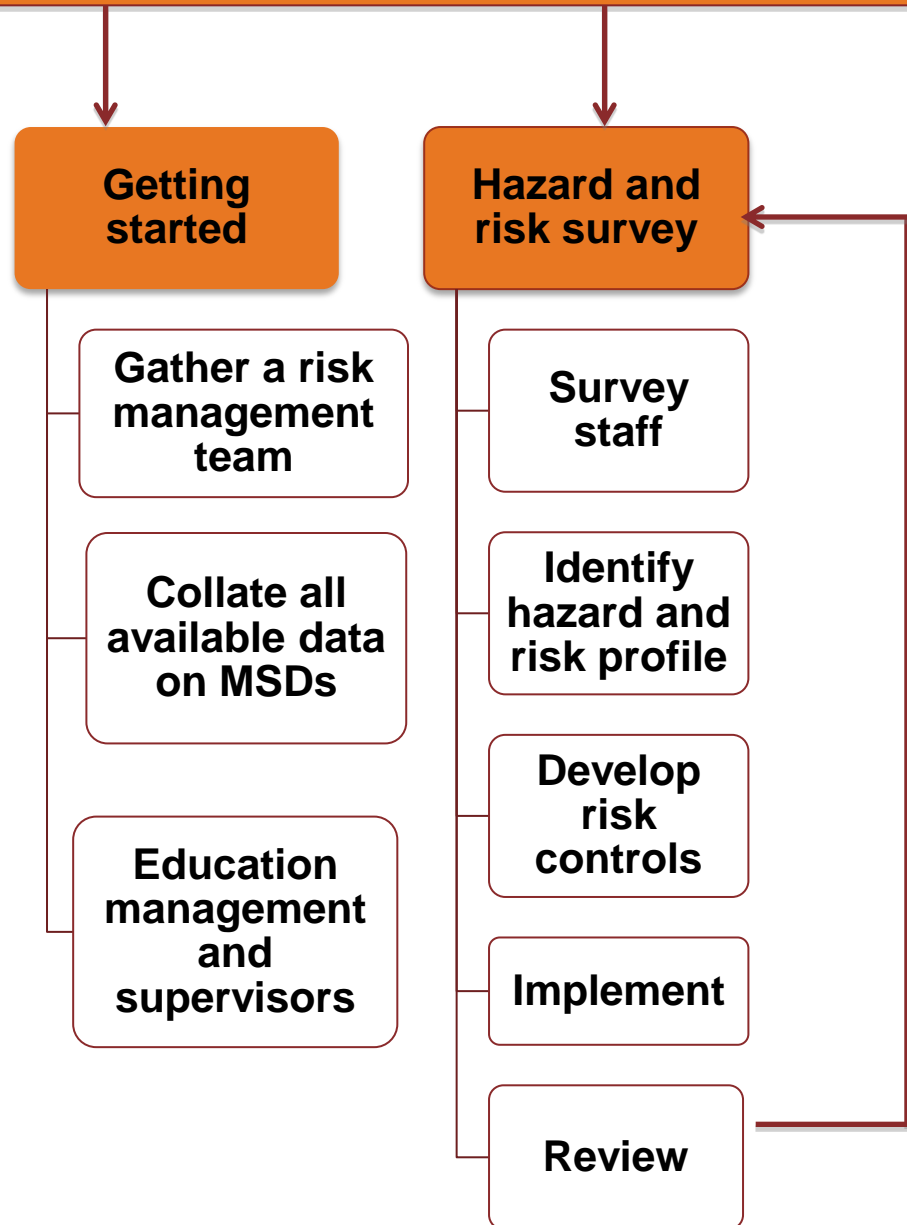 Getting
started
Gather a risk
management
team
Collate all
available data
on MSDs
Education
management
and
supervisors
Hazard and
risk survey
Survey
staff
Identify
hazard and
risk profile
Develop
risk
controls
Implement
Review